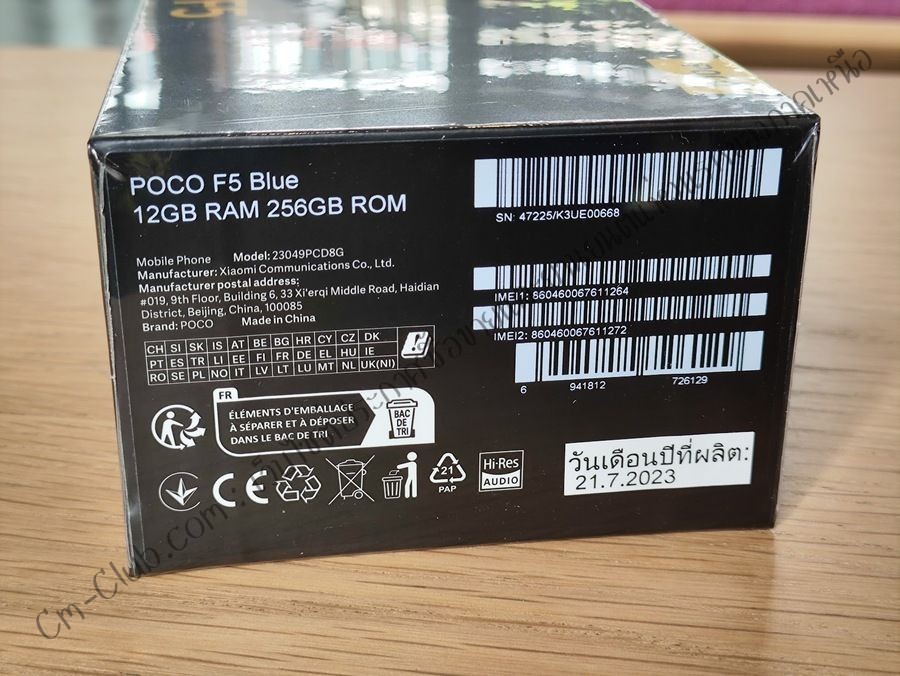 POCO F5 Blue
12GB RAM 256GB ROM
Mobile Phone Model: 23049PCD8G
Manufacturer: Xiaomi Communications Co., Ltd.
Manufacturer postal address:
#019, 9th Floor, Building 6, 33 Xi'erqi Middle Road, Haidian
District, Beijing, China, 100085
Brand: POCO Made in China
CH SI SK IS AT BE BG HR CY CZ DK
PT ES TR LI EE FI FR DE EL HU IE
RO SE PL NO IT LV LT LU MT NL UK(NI)
FR
ÉLÉMENTS D'EMBALLAGE
À SÉPARER ET À DÉPOSER
DANS LE BAC DE TRI
BAC
DE
TRI
CE
21
PAP
Hi-Res
AUDIO
SN: 47225/K3UE00668
IMEI1: 860460067611264
IMEI2: 860460067611272
6 941812 726129
วันเดือนปีที่ผลิต:
21.7.2023
Cm-Club.com :